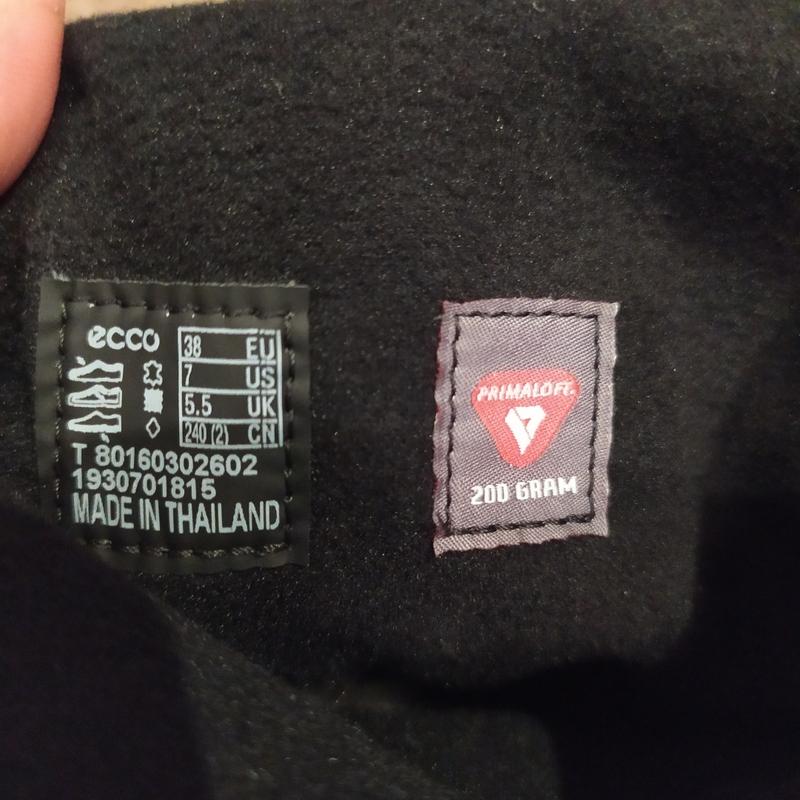 ecco
38 EU
7 US
5.5 UK
240 (2) CN
T 80160302602
1930701815
MADE IN THAILAND
PRIMALOFT.
200 GRAM